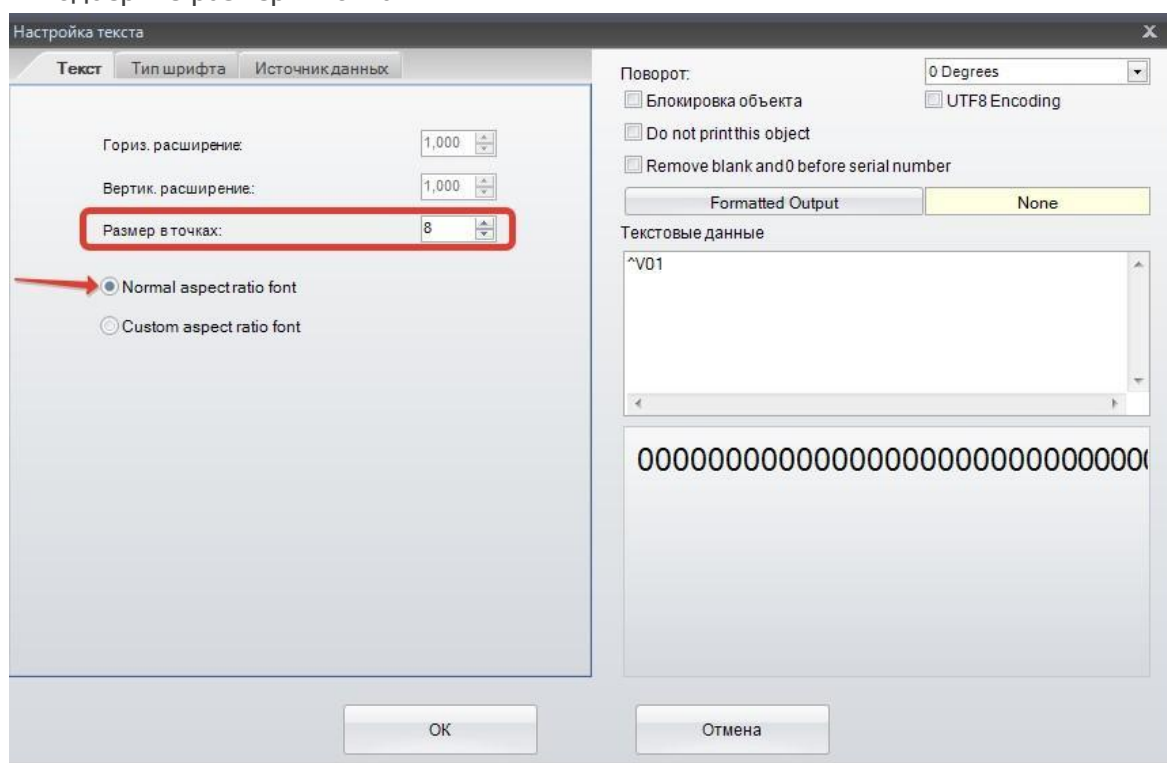 Настройка текста X
Текст Тип шрифта Источник данных
Гориз. расширение: 1,000
Вертик. расширение.: 1,000
Размер в точках: 8
Normal aspect ratio font
Custom aspect ratio font
Поворот: 0 Degrees
Блокировка объекта UTF8 Encoding
Do not print this object
Remove blank and 0 before serial number
Formatted Output None
Текстовые данные
^V01
ОК Отмена